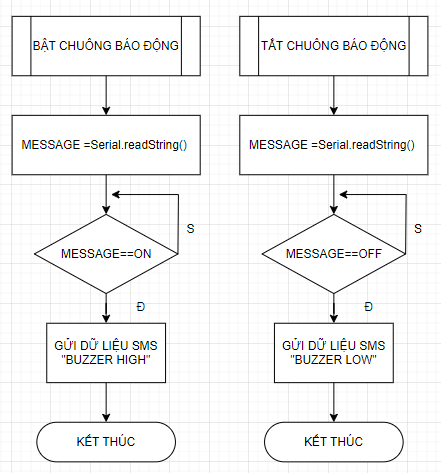 BẬT CHUÔNG BÁO ĐỘNG
MESSAGE =Serial.readString()
S
MESSAGE==ON
Đ
GỬI DỮ LIỆU SMS
"BUZZER HIGH"
KẾT THÚC
TẮT CHUÔNG BÁO ĐỘNG
MESSAGE =Serial.readString()
S
MESSAGE==OFF
Đ
GỬI DỮ LIỆU SMS
"BUZZER LOW"
KẾT THÚC